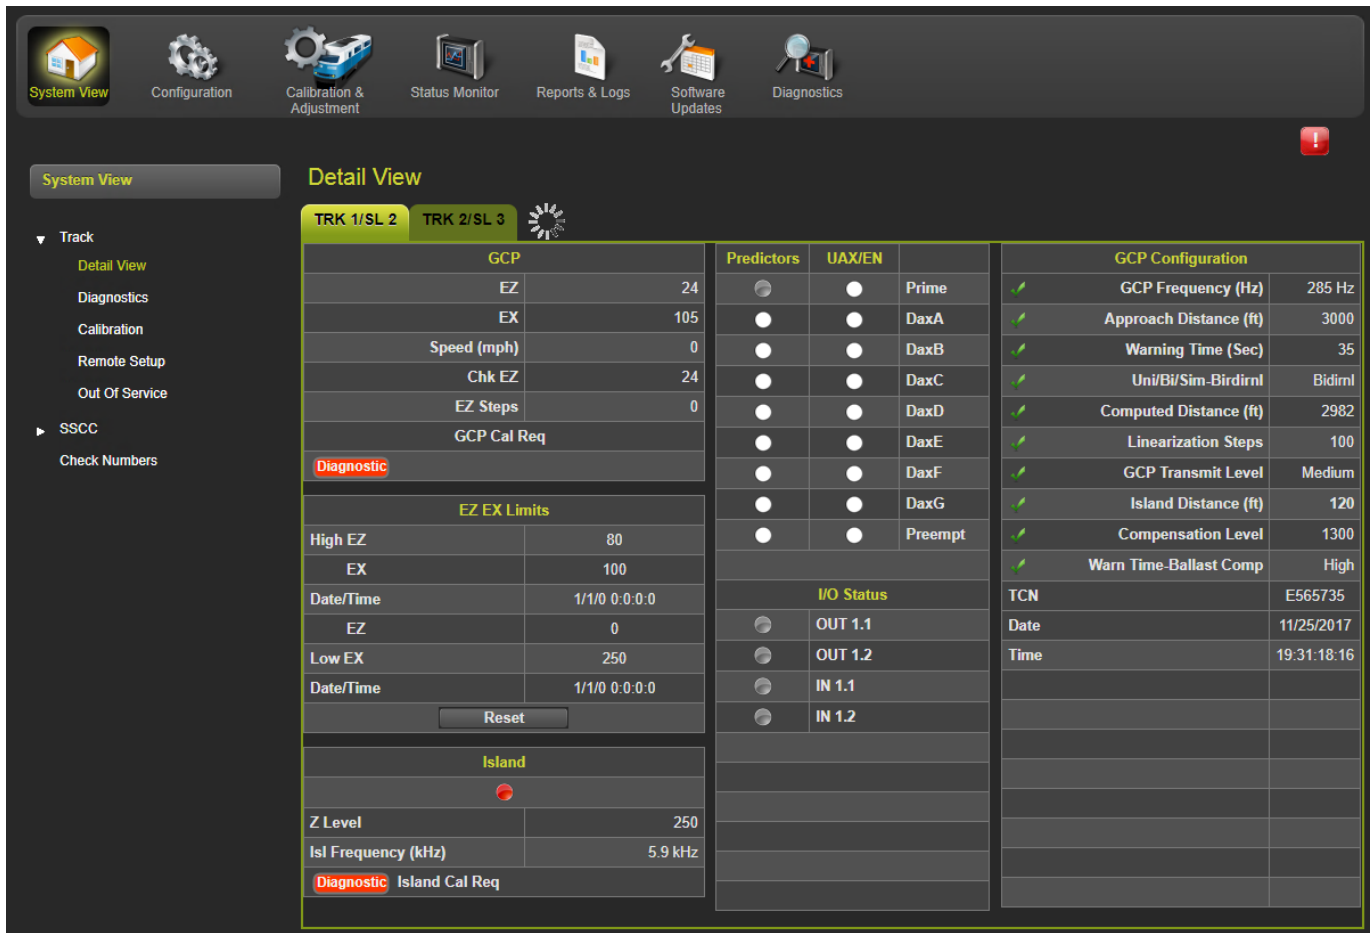 System View
Configuration
Calibration &
Adjustment
Status Monitor
Reports & Logs
Software
Updates
Diagnostics
!
System View
Track
Detail View
Diagnostics
Calibration
Remote Setup
Out Of Service
SSCC
Check Numbers
Detail View
TRK 1/SL 2 TRK 2/SL 3
GCP
EZ 24
EX 105
Speed (mph) 0
Chk EZ 24
EZ Steps 0
GCP Cal Req
Diagnostic
EZ EX Limits
High EZ 80
EX 100
Date/Time 1/1/0 0:0:0:0
EZ 0
Low EX 250
Date/Time 1/1/0 0:0:0:0
Reset
Island
Z Level 250
Isl Frequency (kHz) 5.9 kHz
Diagnostic Island Cal Req
Predictors UAX/EN
Prime
DaxA
DaxB
DaxC
DaxD
DaxE
DaxF
DaxG
Preempt
I/O Status
OUT 1.1
OUT 1.2
IN 1.1
IN 1.2
GCP Configuration
GCP Frequency (Hz) 285 Hz
Approach Distance (ft) 3000
Warning Time (Sec) 35
Uni/Bi/Sim-Birdirnl Bidirnl
Computed Distance (ft) 2982
Linearization Steps 100
GCP Transmit Level Medium
Island Distance (ft) 120
Compensation Level 1300
Warn Time-Ballast Comp High
TCN E565735
Date 11/25/2017
Time 19:31:18:16